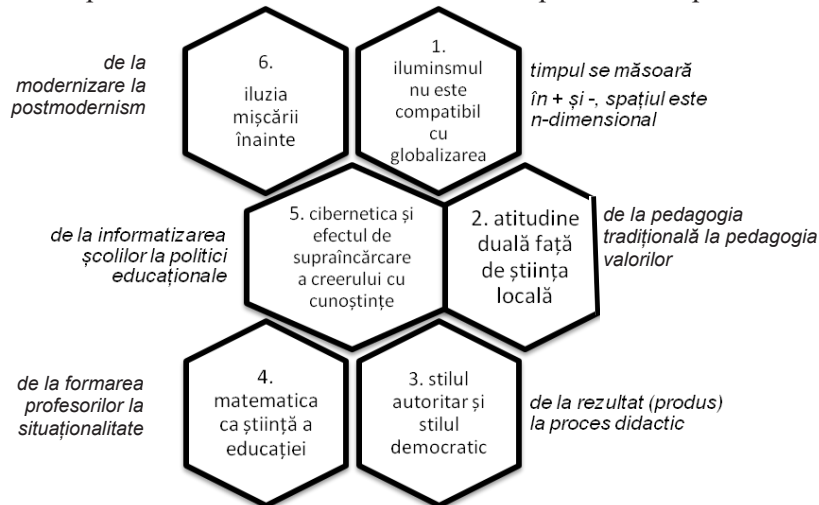 de la
modernizare la
postmodernism
6.
iluzia
mișcării
înainte
1.
iluminsmul
nu este
compatibil
cu
globalizarea
timpul se măsoară
în + și -, spațiul este
n-dimensional
de la informatizarea
școlilor la politici
educaționale
5. cibernetica și
efectul de
supraîncărcare
a creerului cu
cunoștințe
2. atitudine
duală față
de știința
locală
de la pedagogia
tradițională la pedagogia
valorilor
de la formarea
profesorilor la
situaționalitate
4.
matematica
ca știință a
educației
3. stilul
autoritar și
stilul
democratic
de la rezultat (produs)
la proces didactic